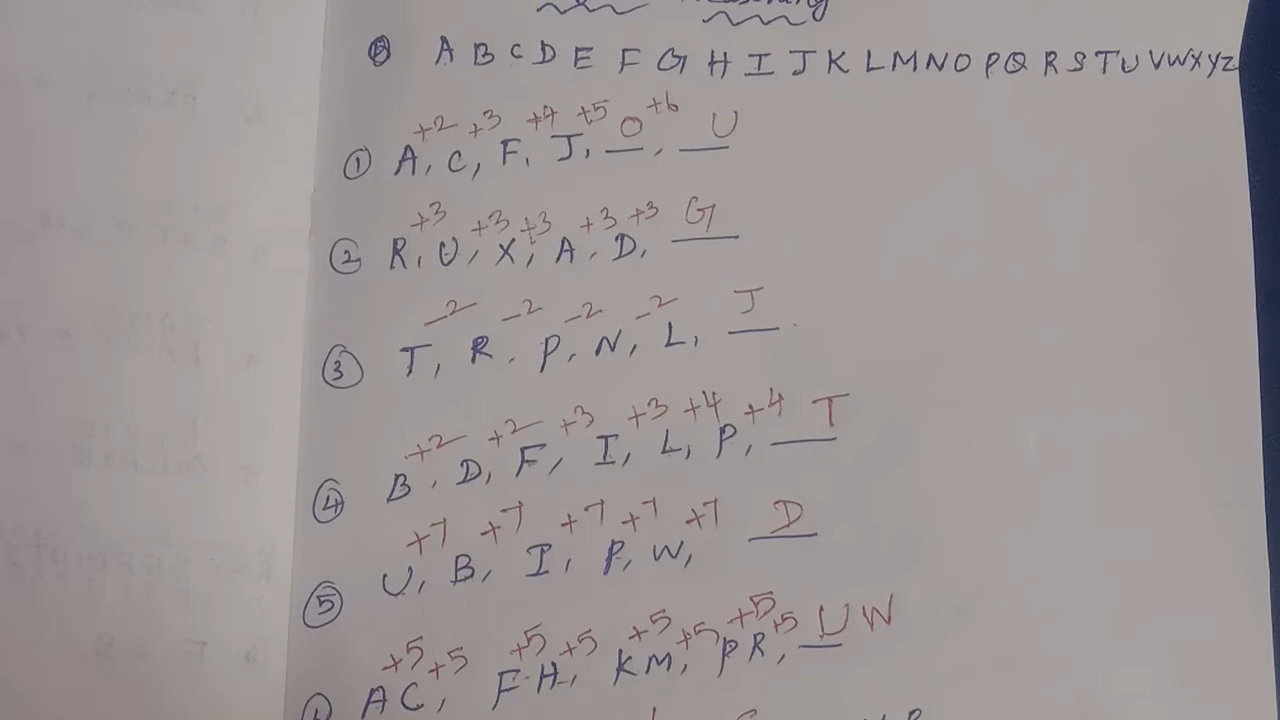 A B C D E F G H I J K L M N O P Q R S T U V W X Y Z
+2 +3 +4 +5 +6
① A, C, F, J, O, U
+3 +3 +3 +3 +3
② R, U, X, A, D, G
-2 -2 -2 -2
③ T, R, P, N, L, J
+2 +2 +3 +3 +4 +4
④ B, D, F, I, L, P, T
+7 +7 +7 +7 +7
⑤ U, B, I, P, W, D
+5 +5 +5 +5 +5 +5 +5 +5
AC, FH, KM, PR, UW